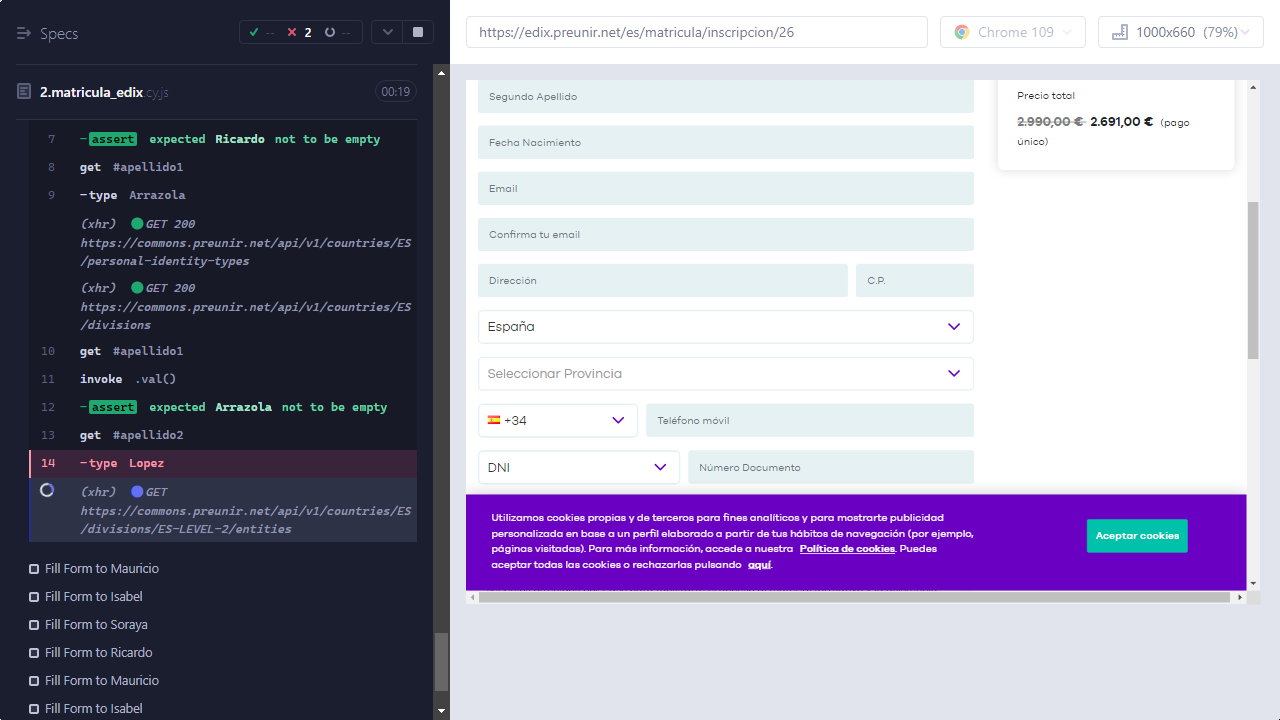 Specs
-- 2 --
2.matricula_edix.cy.js
00:19
7 -assert expected Ricardo not to be empty
8 get #apellido1
9 -type Arrazola
(xhr) GET 200
https://commons.preunir.net/api/v1/countries/ES
/personal-identity-types
(xhr) GET 200
https://commons.preunir.net/api/v1/countries/ES
/divisions
10 get #apellido1
11 invoke .val()
12 -assert expected Arrazola not to be empty
13 get #apellido2
14 -type Lopez
(xhr) GET
https://commons.preunir.net/api/v1/countries/ES
/divisions/ES-LEVEL-2/entities
Fill Form to Mauricio
Fill Form to Isabel
Fill Form to Soraya
Fill Form to Ricardo
Fill Form to Mauricio
Fill Form to Isabel
https://edix.preunir.net/es/matricula/inscripcion/26
Chrome 109
1000x660 (79%)
Segundo Apellido
Fecha Nacimiento
Email
Confirma tu email
Dirección
C.P.
España
Seleccionar Provincia
+34
Teléfono móvil
DNI
Número Documento
Precio total
2.990,00 € 2.691,00 € (pago
único)
Utilizamos cookies propias y de terceros para fines analíticos y para mostrarte publicidad
personalizada en base a un perfil elaborado a partir de tus hábitos de navegación (por ejemplo,
páginas visitadas). Para más información, accede a nuestra Política de cookies. Puedes
aceptar todas las cookies o rechazarlas pulsando aquí.
Aceptar cookies